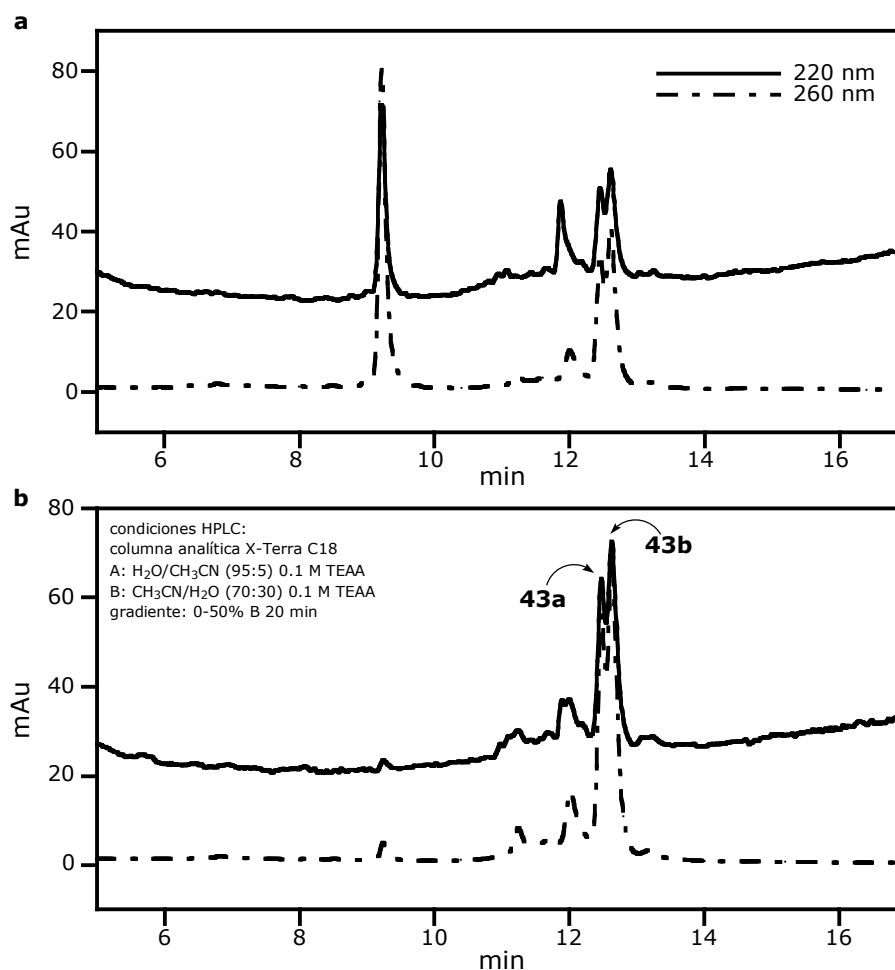 a
80
60
40
20
0
mAu
220 nm
260 nm
6 8 10 12 14 16
min
b
80
60
40
20
0
mAu
condiciones HPLC:
columna analítica X-Terra C18
A: H₂O/CH₃CN (95:5) 0.1 M TEAA
B: CH₃CN/H₂O (70:30) 0.1 M TEAA
gradiente: 0-50% B 20 min
43a
43b
6 8 10 12 14 16
min